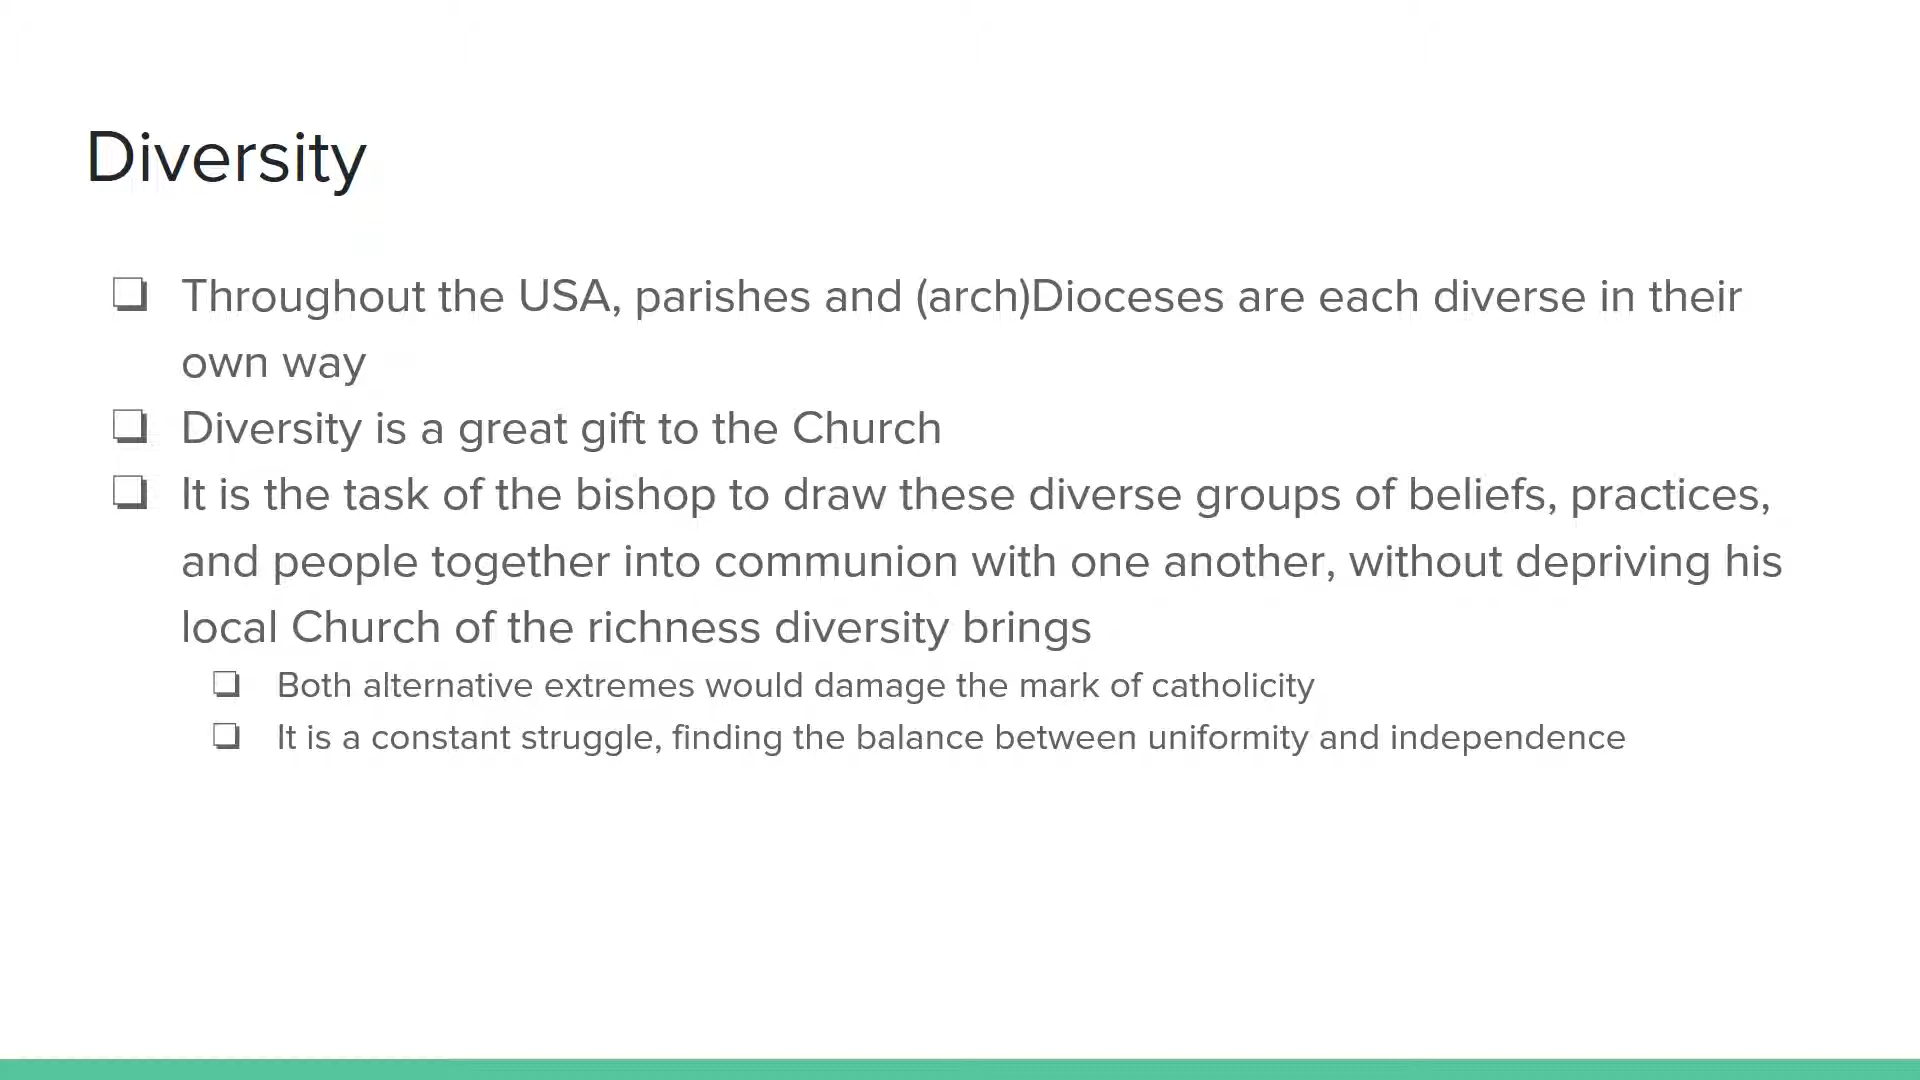 Diversity
❏ Throughout the USA, parishes and (arch)Dioceses are each diverse in their
own way
❏ Diversity is a great gift to the Church
❏ It is the task of the bishop to draw these diverse groups of beliefs, practices,
and people together into communion with one another, without depriving his
local Church of the richness diversity brings
❏ Both alternative extremes would damage the mark of catholicity
❏ It is a constant struggle, finding the balance between uniformity and independence